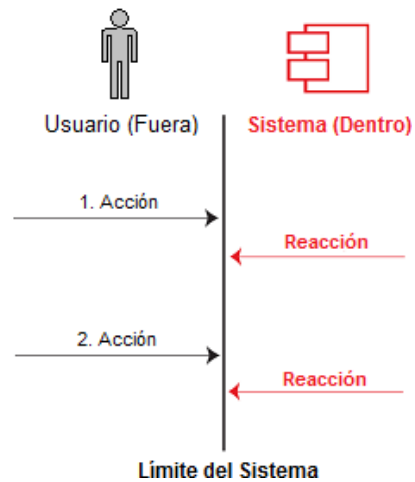 Usuario (Fuera)
Sistema (Dentro)
1. Acción
Reacción
2. Acción
Reacción
Límite del Sistema